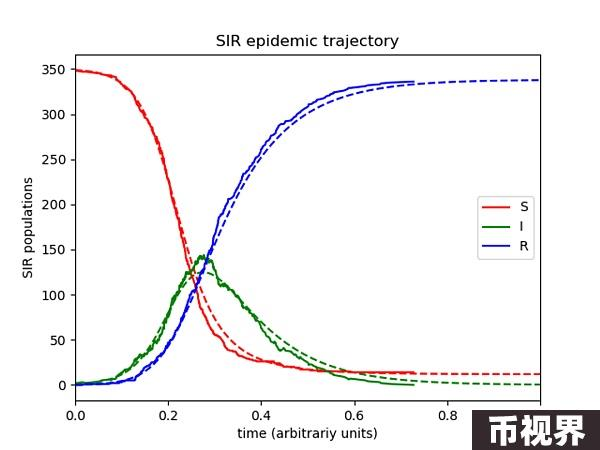 SIR epidemic trajectory
350
300
250
200
150
100
50
0
SIR populations
S
I
R
0.0
0.2
0.4
0.6
0.8
time (arbitrariy units)
币视界